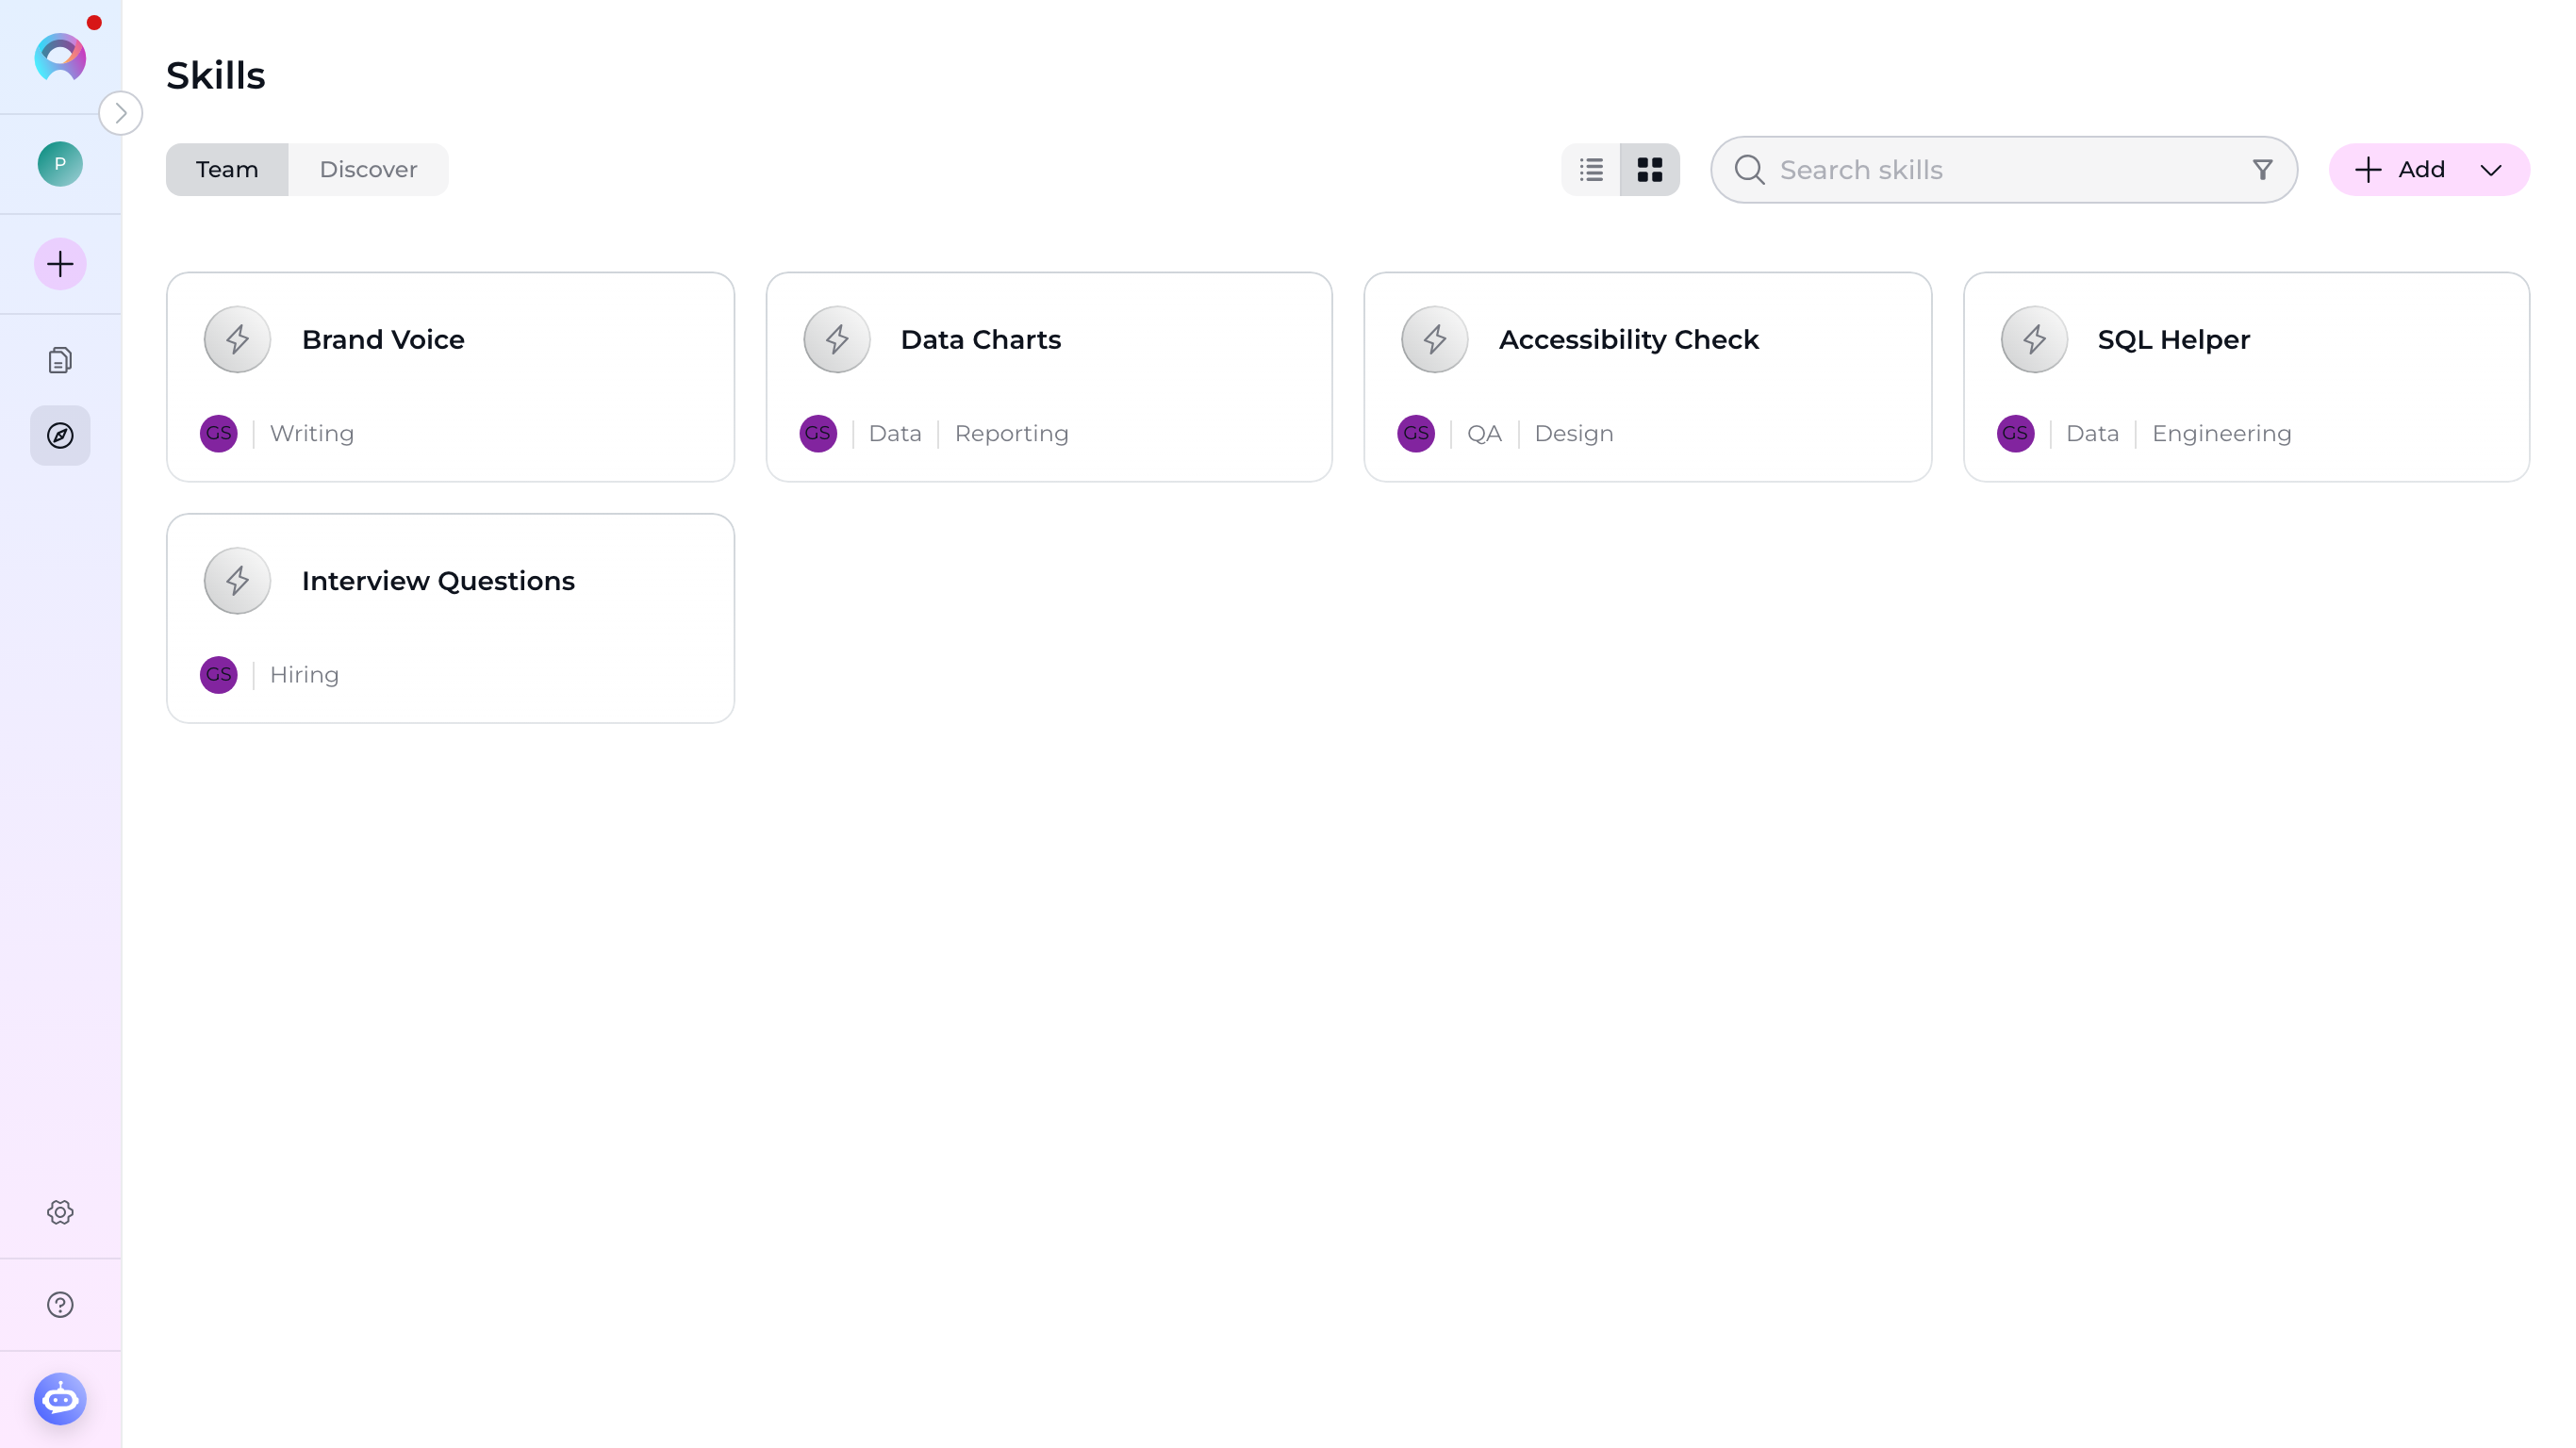 Skills
P
Team
Discover
Search skills
Add
Brand Voice
GS Writing
Data Charts
GS Data Reporting
Accessibility Check
GS QA Design
SQL Helper
GS Data Engineering
Interview Questions
GS Hiring